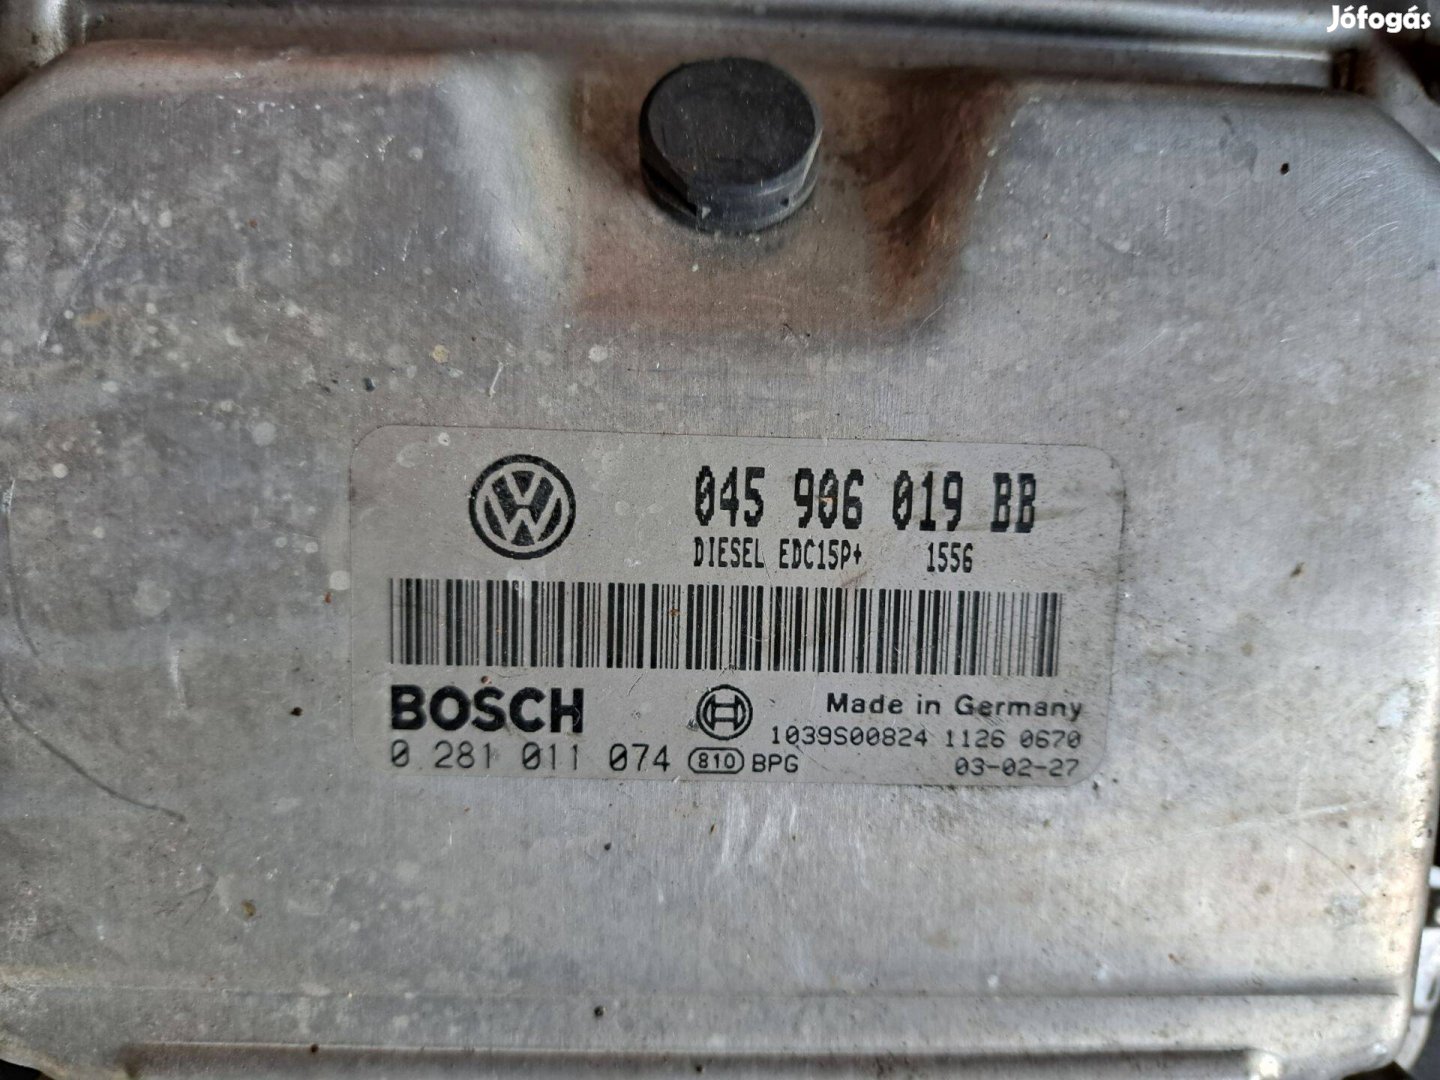 Jófogás
045 906 019 BB
DIESEL EDC15P+ 1556
BOSCH
Made in Germany
1039S00824 1126 0670
0 281 011 074 810 BPG
03-02-27